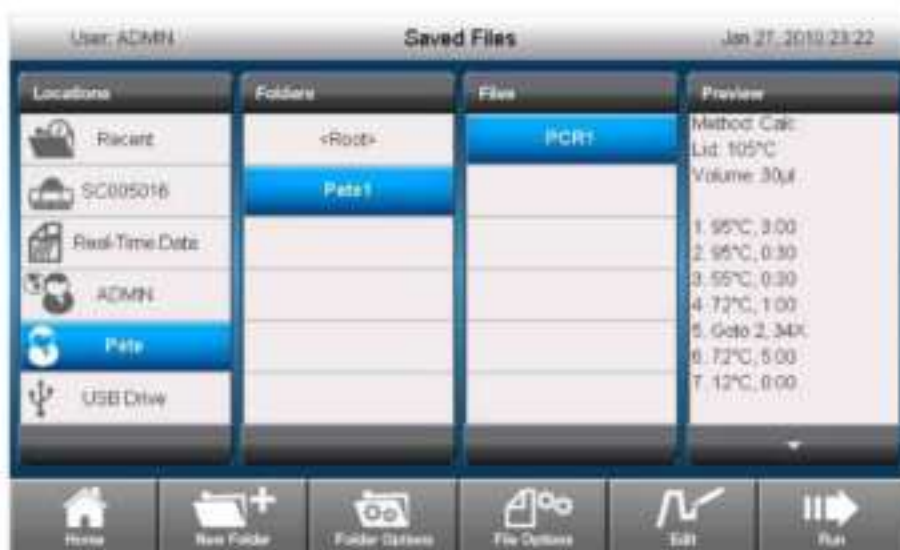 User: ADMIN
Saved Files
Jan 27, 2010 23:22
Locations
Folders
Files
Preview
Recent
SC005016
Real-Time Data
ADMIN
Pete
USB Drive
<Root>
Pete1
PCR1
Method: Calc
Lid: 105°C
Volume: 30µl
1. 95°C, 3:00
2. 95°C, 0:30
3. 55°C, 0:30
4. 72°C, 1:00
5. Goto 2, 34X
6. 72°C, 5:00
7. 12°C, 0:00
Home
New Folder
Folder Options
File Options
Edit
Run